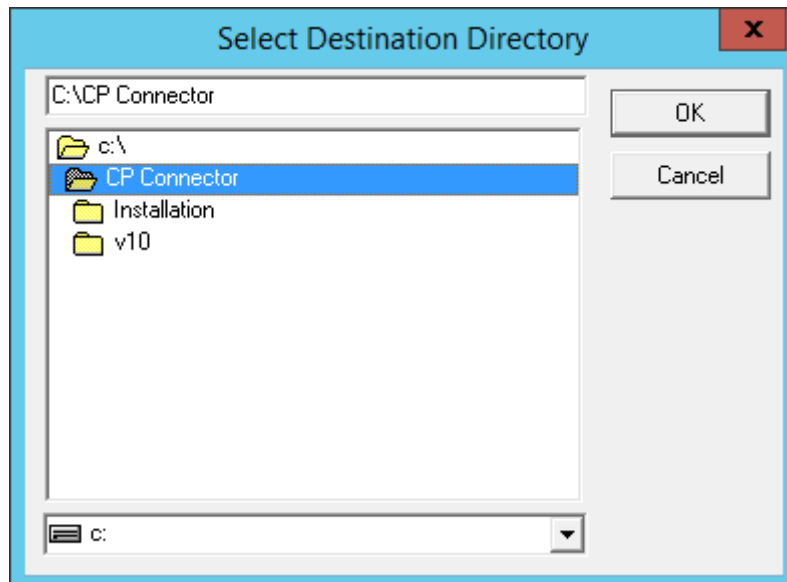 Select Destination Directory
x
C:\CP Connector
OK
c:\
CP Connector
Cancel
Installation
v10
c: